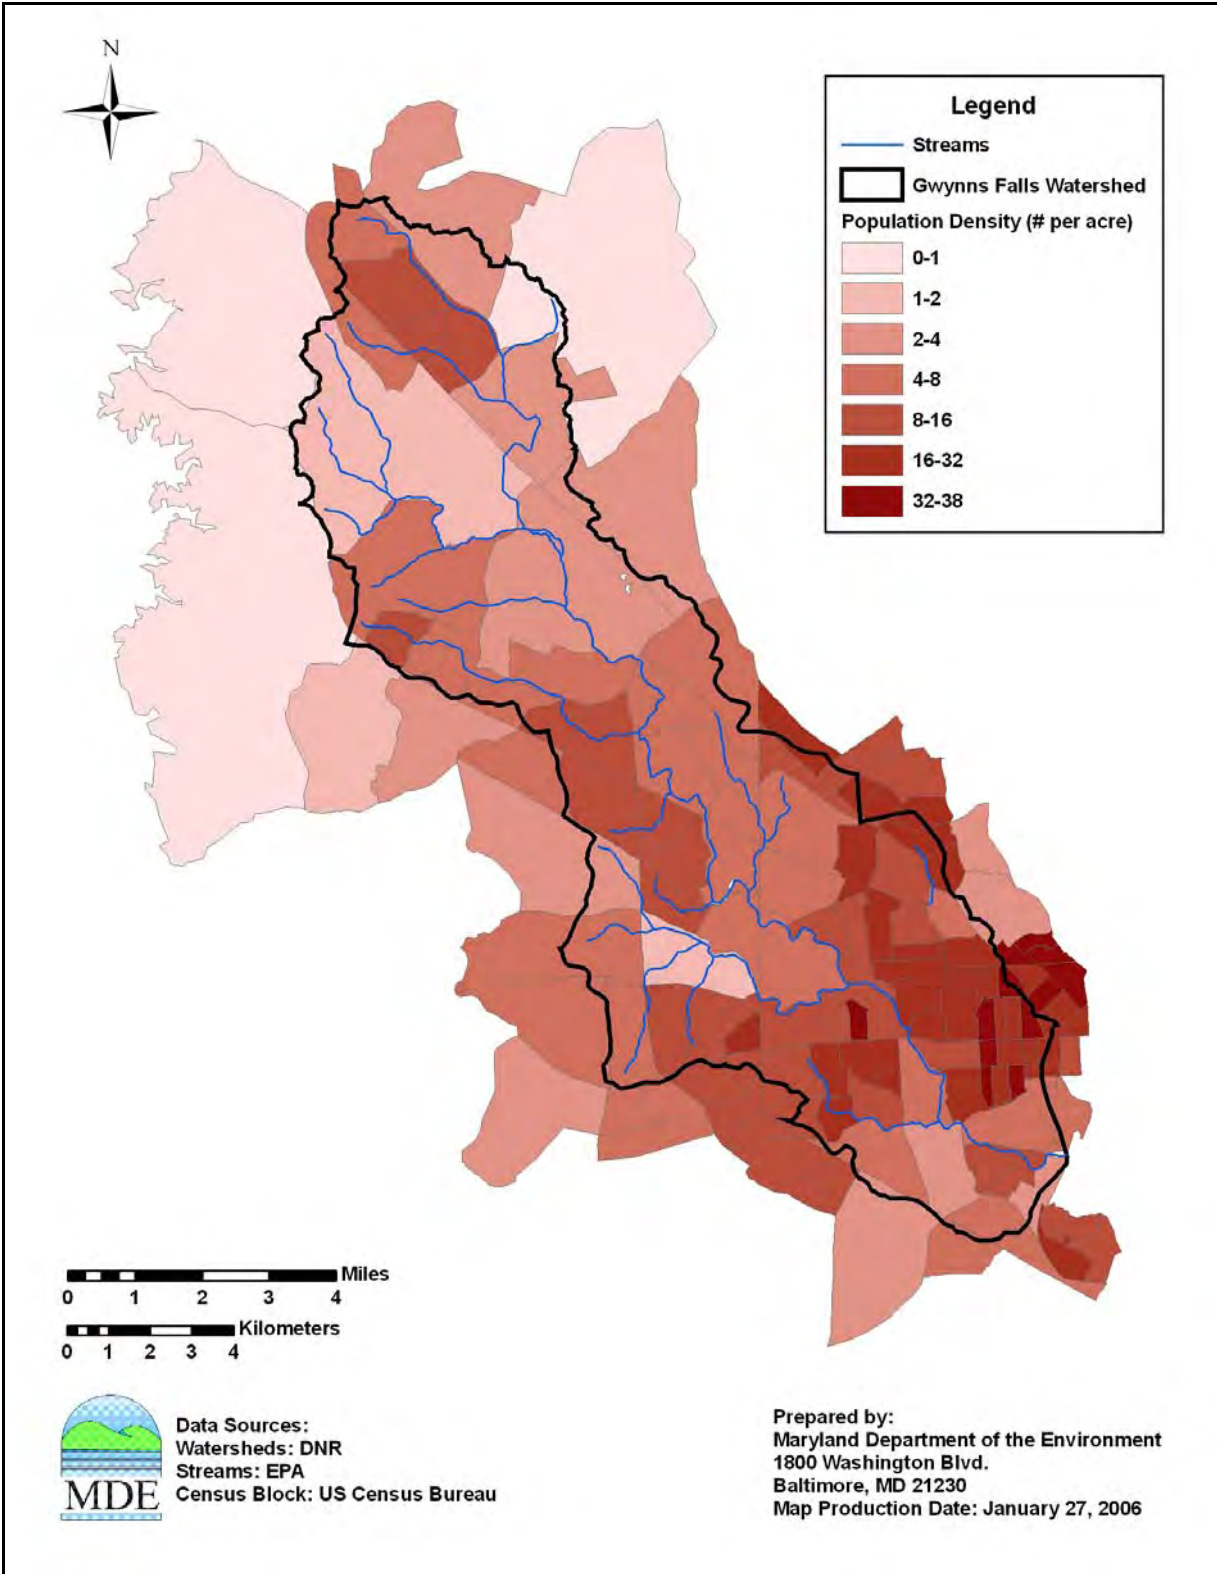 N
Legend
Streams
Gwynns Falls Watershed
Population Density (# per acre)
0-1
1-2
2-4
4-8
8-16
16-32
32-38
Miles
0 1 2 3 4
Kilometers
0 1 2 3 4
MDE
Data Sources:
Watersheds: DNR
Streams: EPA
Census Block: US Census Bureau
Prepared by:
Maryland Department of the Environment
1800 Washington Blvd.
Baltimore, MD 21230
Map Production Date: January 27, 2006